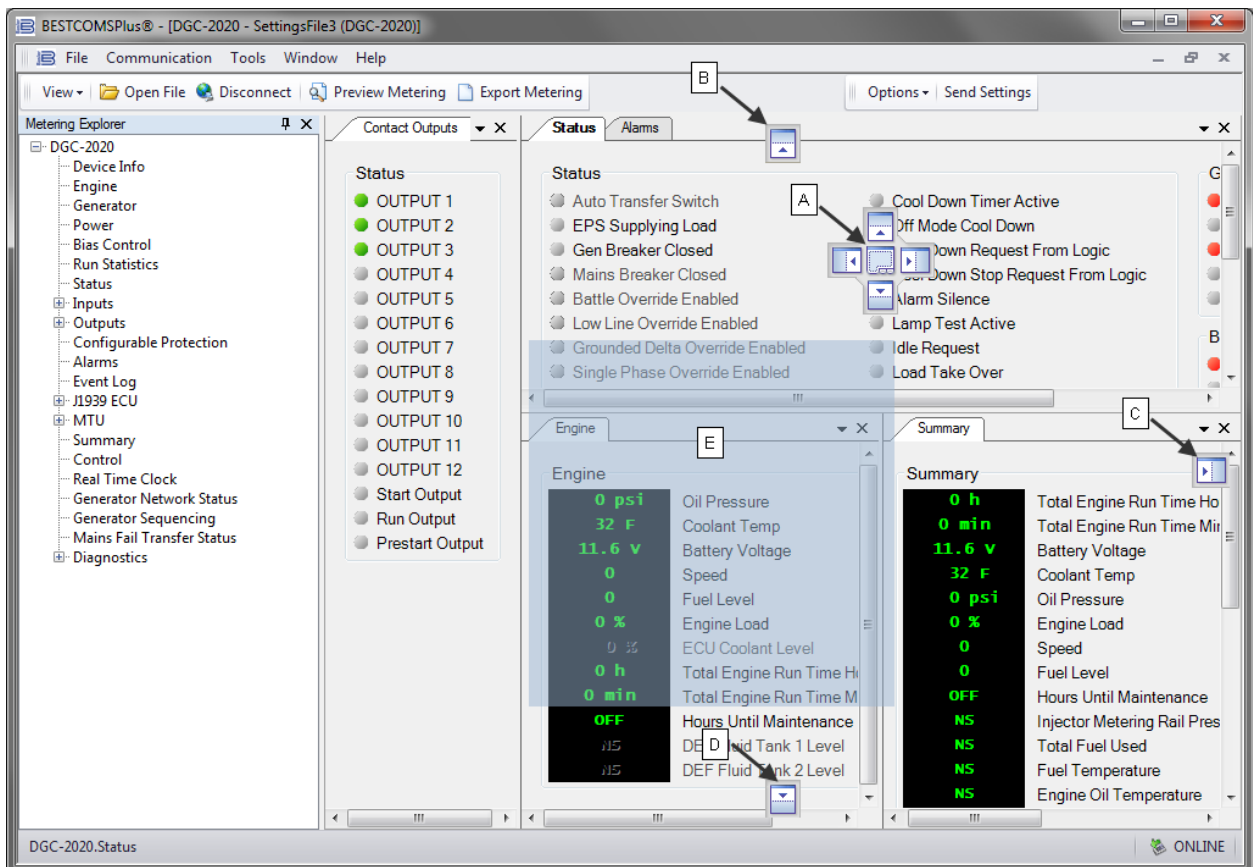 BESTCOMSPlus® - [DGC-2020 - SettingsFile3 (DGC-2020)]
File Communication Tools Window Help
View Open File Disconnect Preview Metering Export Metering Options Send Settings
B
Metering Explorer
DGC-2020
Device Info
Engine
Generator
Power
Bias Control
Run Statistics
Status
Inputs
Outputs
Configurable Protection
Alarms
Event Log
J1939 ECU
MTU
Summary
Control
Real Time Clock
Generator Network Status
Generator Sequencing
Mains Fail Transfer Status
Diagnostics
Contact Outputs
Status
OUTPUT 1
OUTPUT 2
OUTPUT 3
OUTPUT 4
OUTPUT 5
OUTPUT 6
OUTPUT 7
OUTPUT 8
OUTPUT 9
OUTPUT 10
OUTPUT 11
OUTPUT 12
Start Output
Run Output
Prestart Output
Status Alarms
Status
Auto Transfer Switch
EPS Supplying Load
Gen Breaker Closed
Mains Breaker Closed
Battle Override Enabled
Low Line Override Enabled
Grounded Delta Override Enabled
Single Phase Override Enabled
A
Cool Down Timer Active
Off Mode Cool Down
Down Request From Logic
Down Stop Request From Logic
Alarm Silence
Lamp Test Active
Idle Request
Load Take Over
G
B
Engine
E
Engine
0 psi Oil Pressure
32 F Coolant Temp
11.6 V Battery Voltage
0 Speed
0 Fuel Level
0 % Engine Load
0 % ECU Coolant Level
0 h Total Engine Run Time H
0 min Total Engine Run Time M
OFF Hours Until Maintenance
NS Fluid Tank 1 Level
NS DEF Fluid Tank 2 Level
D
Summary
C
Summary
0 h Total Engine Run Time Ho
0 min Total Engine Run Time Mi
11.6 V Battery Voltage
32 F Coolant Temp
0 psi Oil Pressure
0 % Engine Load
0 Speed
0 Fuel Level
OFF Hours Until Maintenance
NS Injector Metering Rail Pres
NS Total Fuel Used
NS Fuel Temperature
NS Engine Oil Temperature
DGC-2020.Status
ONLINE